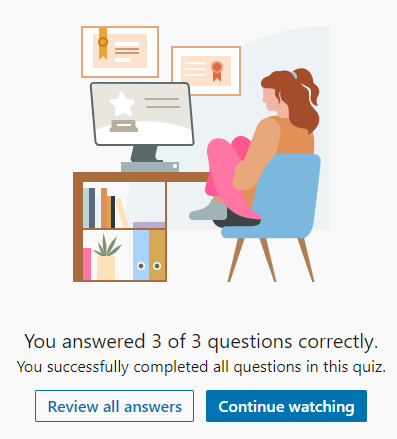 You answered 3 of 3 questions correctly.
You successfully completed all questions in this quiz.
Review all answers
Continue watching